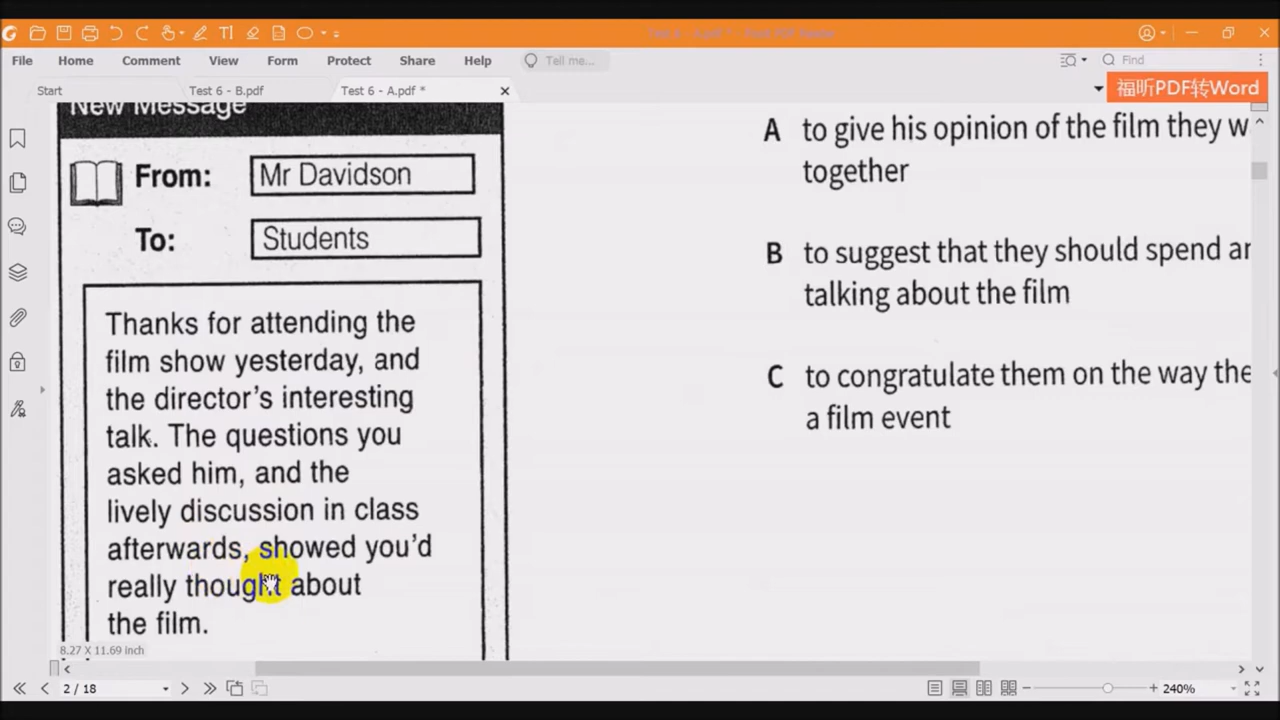 File Home Comment View Form Protect Share Help Tell me... Find
Start Test 6 - B.pdf Test 6 - A.pdf *
福昕PDF转Word
New Message
From: Mr Davidson
To: Students
Thanks for attending the
film show yesterday, and
the director's interesting
talk. The questions you
asked him, and the
lively discussion in class
afterwards, showed you'd
really thought about
the film.
A to give his opinion of the film they w
together
B to suggest that they should spend ar
talking about the film
C to congratulate them on the way the
a film event
8.27 X 11.69 inch
2 / 18
240%